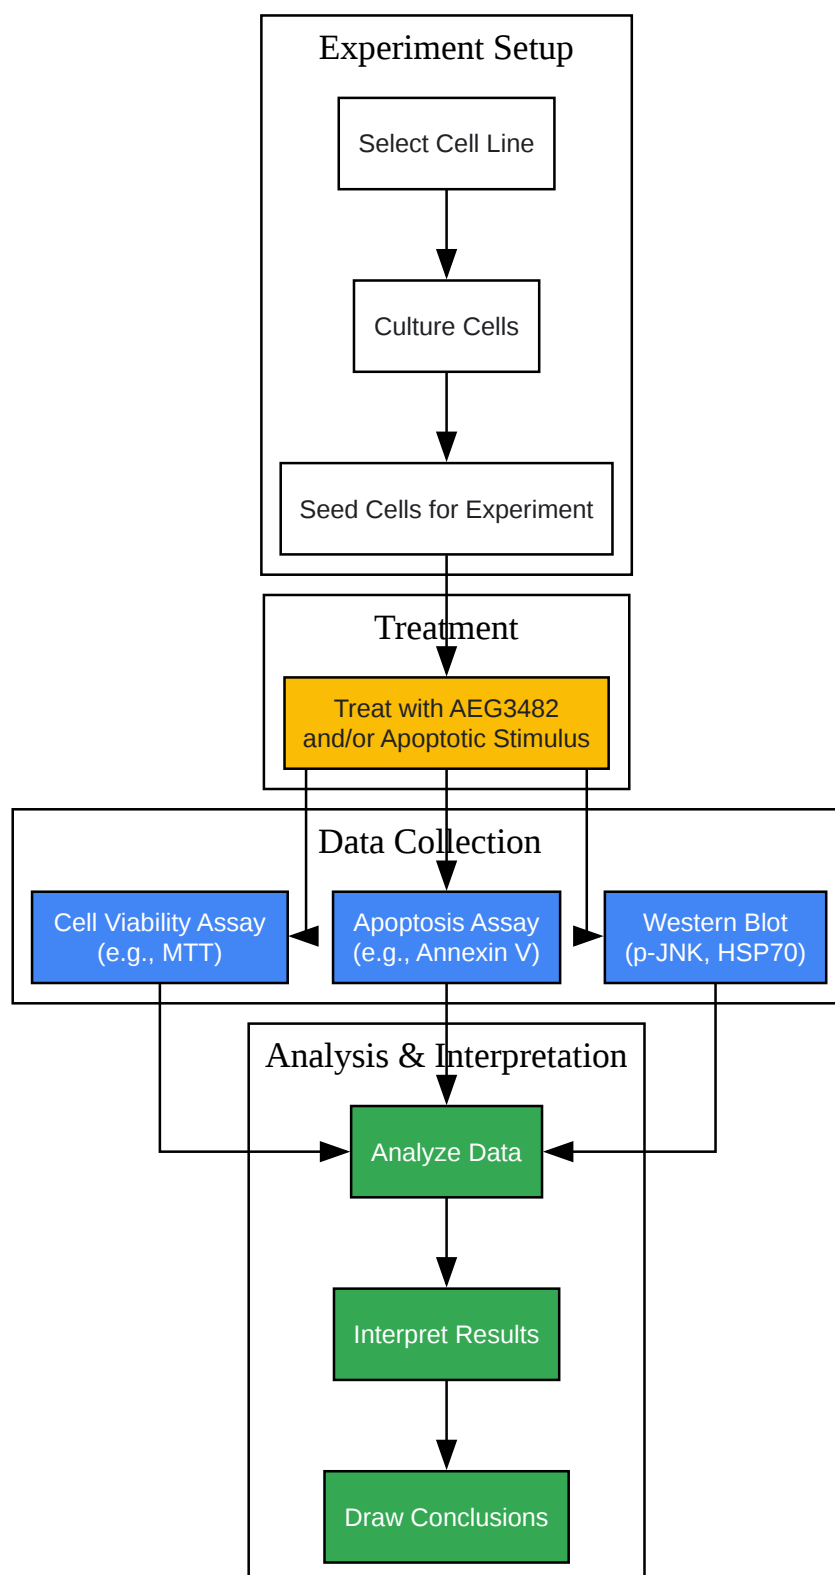 Experiment Setup
Select Cell Line
Culture Cells
Seed Cells for Experiment
Treatment
Treat with AEG3482
and/or Apoptotic Stimulus
Data Collection
Cell Viability Assay
(e.g., MTT)
Apoptosis Assay
(e.g., Annexin V)
Western Blot
(p-JNK, HSP70)
Analysis & Interpretation
Analyze Data
Interpret Results
Draw Conclusions